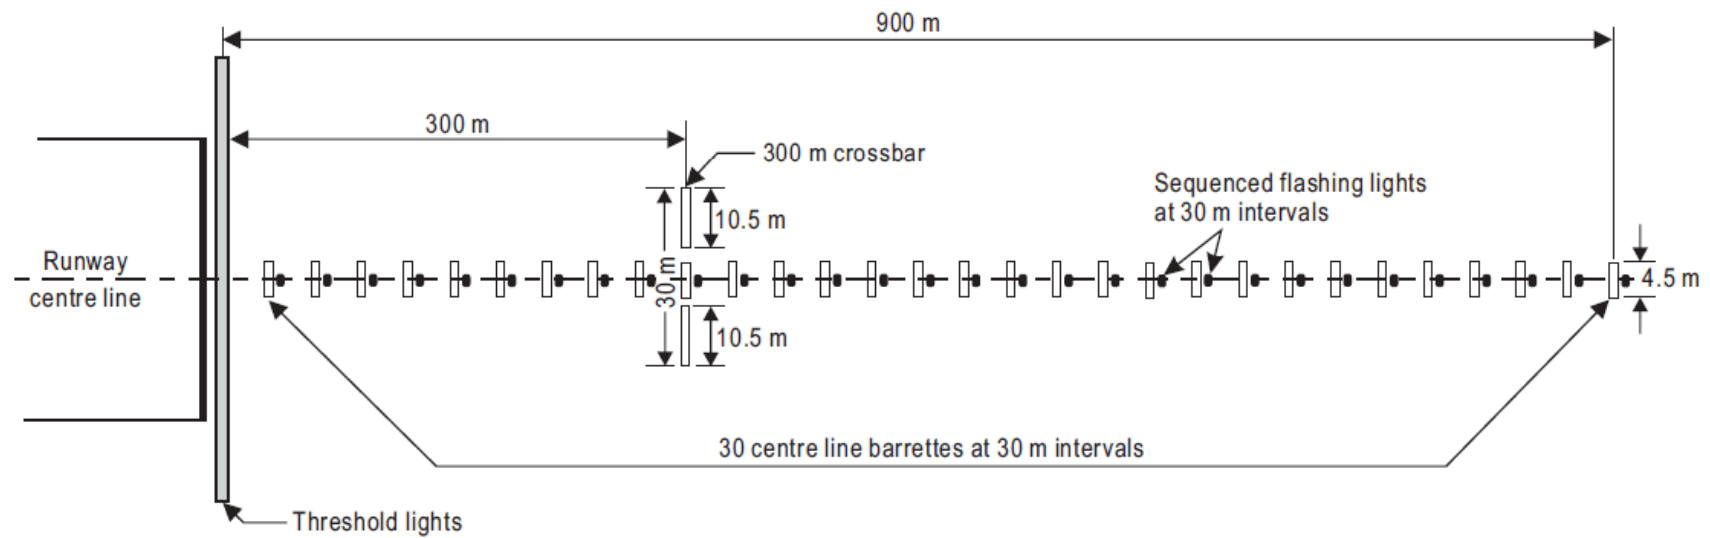 900 m
300 m
300 m crossbar
Sequenced flashing lights
at 30 m intervals
10.5 m
Runway
centre line
30 m
4.5 m
10.5 m
30 centre line barrettes at 30 m intervals
Threshold lights